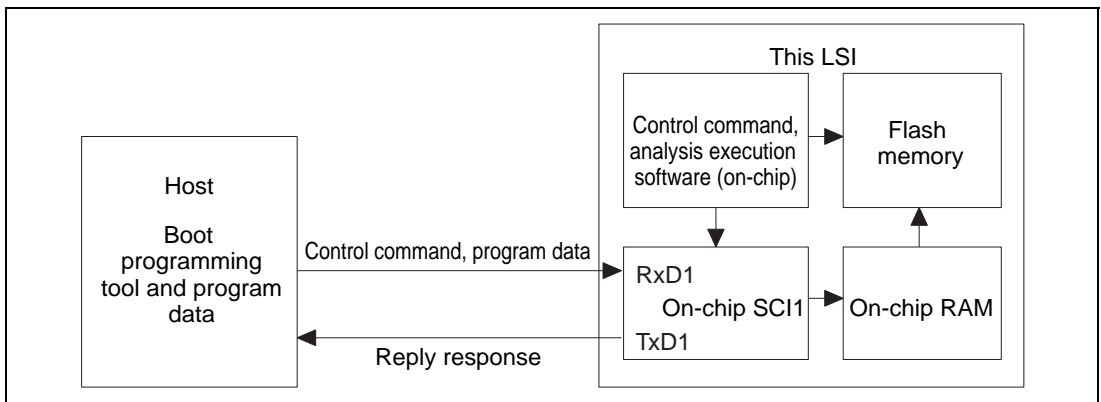 This LSI
Host
Boot
programming
tool and program
data
Control command, program data
Reply response
Control command,
analysis execution
software (on-chip)
Flash
memory
RxD1
On-chip SCI1
TxD1
On-chip RAM